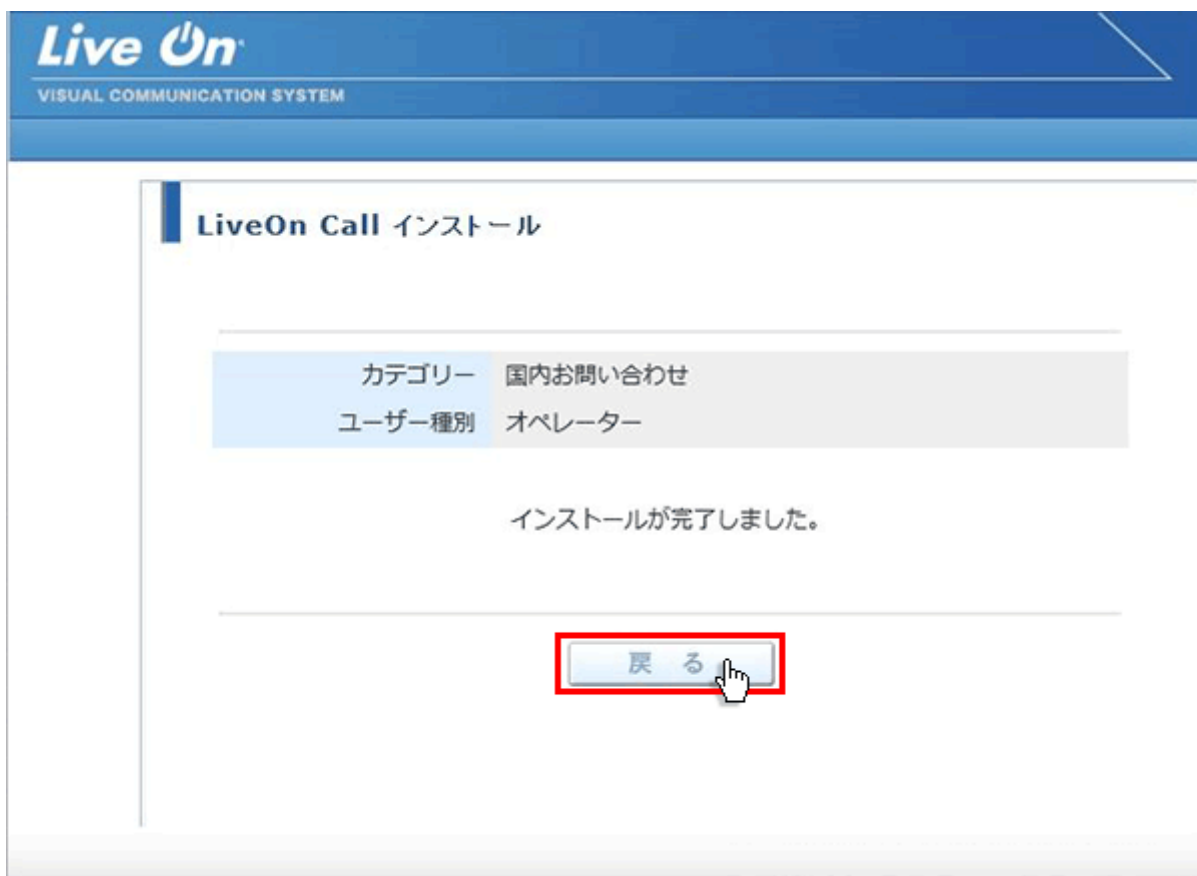 Live On
VISUAL COMMUNICATION SYSTEM
LiveOn Call インストール
カテゴリー 国内お問い合わせ
ユーザー種別 オペレーター
インストールが完了しました。
戻 る